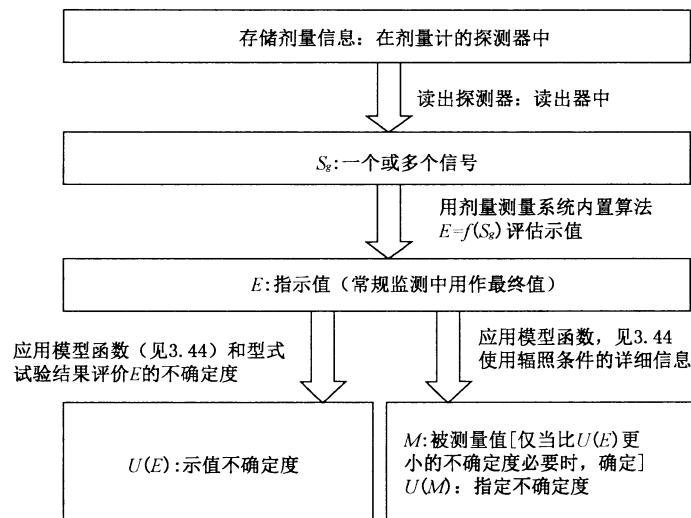 存储剂量信息：在剂量计的探测器中
读出探测器：读出器中
Sg:一个或多个信号
用剂量测量系统内置算法
E=f(Sg)评估示值
E:指示值（常规监测中用作最终值）
应用模型函数（见3.44）和型式
试验结果评价E的不确定度
应用模型函数，见3.44
使用辐照条件的详细信息
U(E):示值不确定度
M:被测量值[仅当比U(E)更
小的不确定度必要时，确定]
U(M)：指定不确定度